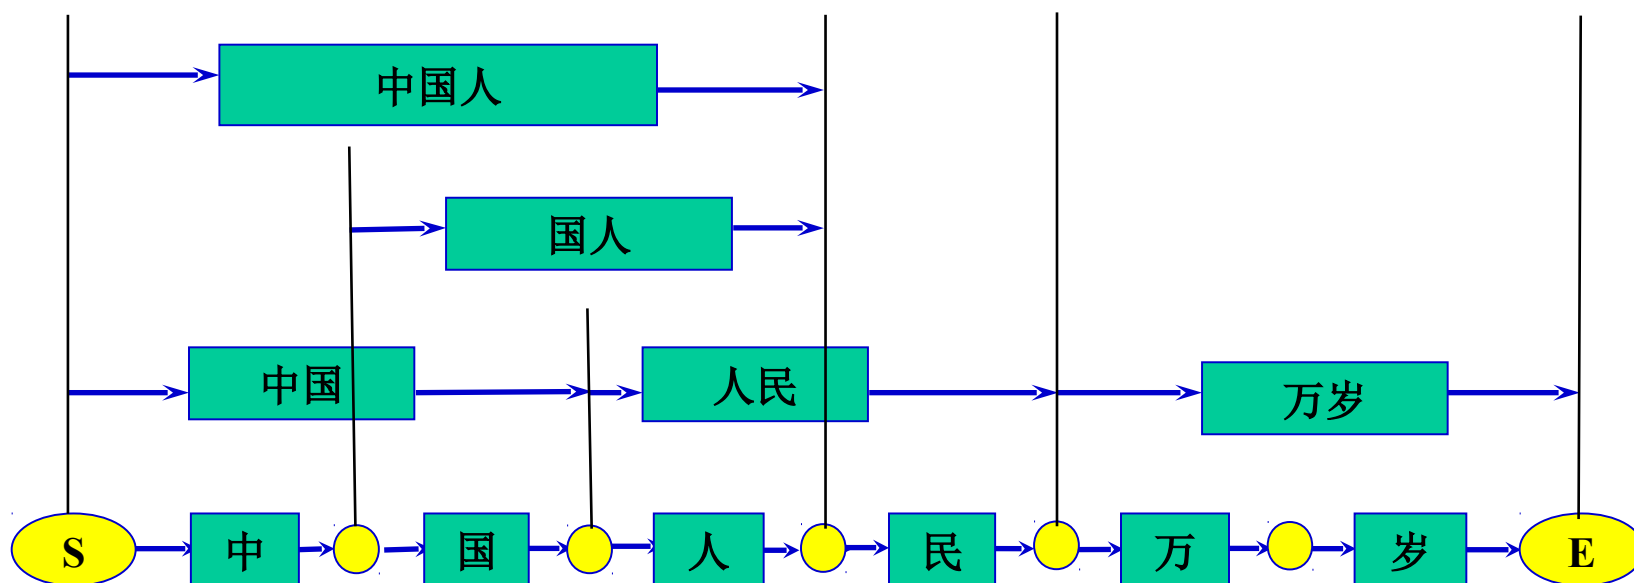 中国人
国人
中国 人民 万岁
S 中 国 人 民 万 岁 E